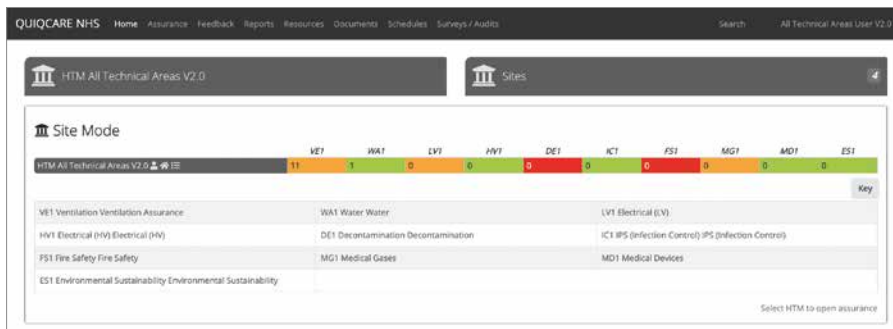 QUIQCARE NHS Home Assurance Feedback Reports Resources Documents Schedules Surveys / Audits Search All Technical Areas User V2.0
HTM All Technical Areas V2.0 Sites 4
Site Mode
VE1 WA1 LV1 HV1 DE1 IC1 FS1 MG1 MD1 ES1
HTM All Technical Areas V2.0 11 1 0 0 0 0 0 0 0 0
Key
VE1 Ventilation Ventilation Assurance WA1 Water Water LV1 Electrical (LV)
HV1 Electrical (HV) Electrical (HV) DE1 Decontamination Decontamination IC1 IPS (Infection Control) IPS (Infection Control)
FS1 Fire Safety Fire Safety MG1 Medical Gases MD1 Medical Devices
ES1 Environmental Sustainability Environmental Sustainability
Select HTM to open assurance